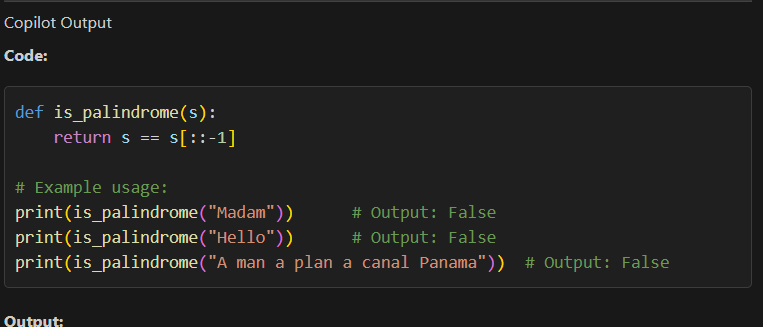 Copilot Output
Code:
def is_palindrome(s):
    return s == s[::-1]
# Example usage:
print(is_palindrome("Madam"))      # Output: False
print(is_palindrome("Hello"))      # Output: False
print(is_palindrome("A man a plan a canal Panama"))  # Output: False
Output: